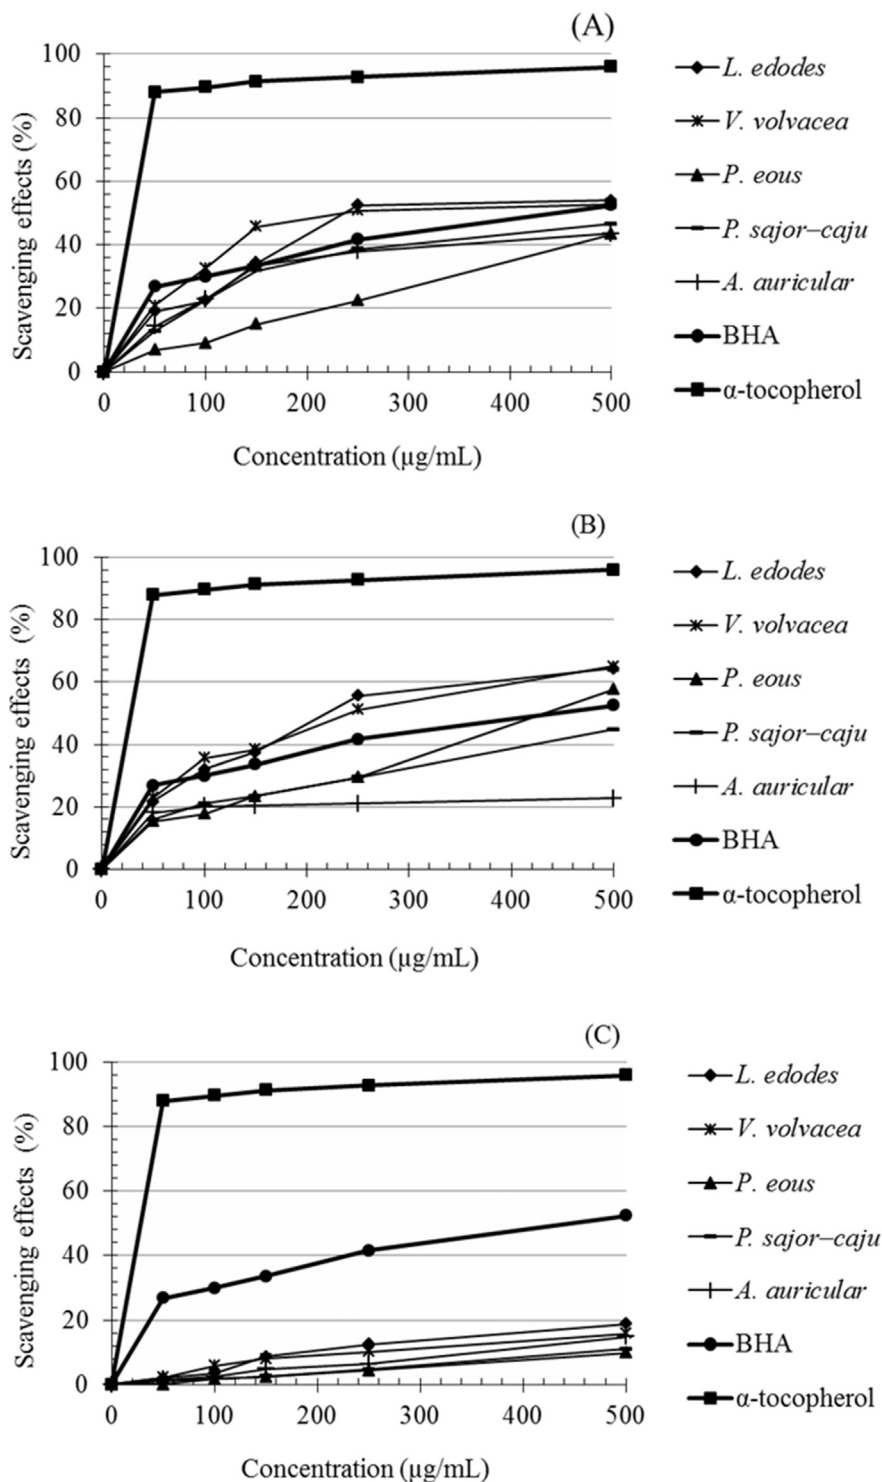 (A)
100
80
60
40
20
0
Scavenging effects (%)
0 100 200 300 400 500
Concentration (µg/mL)
L. edodes
V. volvacea
P. eous
P. sajor–caju
A. auricular
BHA
α-tocopherol
(B)
100
80
60
40
20
0
Scavenging effects (%)
0 100 200 300 400 500
Concentration (µg/mL)
L. edodes
V. volvacea
P. eous
P. sajor–caju
A. auricular
BHA
α-tocopherol
(C)
100
80
60
40
20
0
Scavenging effects (%)
0 100 200 300 400 500
Concentration (µg/mL)
L. edodes
V. volvacea
P. eous
P. sajor–caju
A. auricular
BHA
α-tocopherol